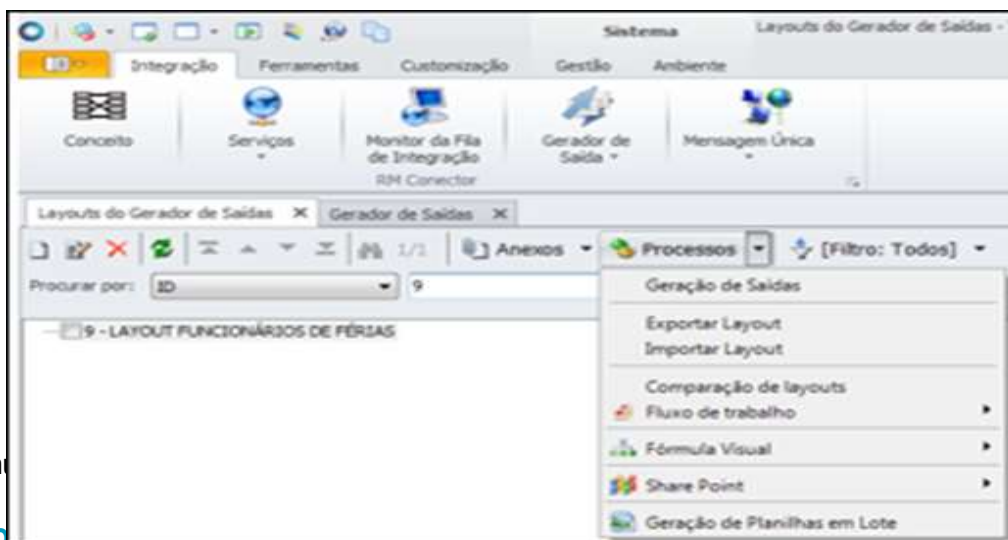 Sistema
Layouts do Gerador de Saídas -
Integração Ferramentas Customização Gestão Ambiente
Conceito
Serviços
Monitor da Fila
de Integração
Gerador de
Saída
Mensagem Única
RM Conector
Layouts do Gerador de Saídas X Gerador de Saídas X
1/1 Anexos Processos [Filtro: Todos]
Procurar por: ID 9
9 - LAYOUT FUNCIONÁRIOS DE FÉRIAS
Geração de Saídas
Exportar Layout
Importar Layout
Comparação de layouts
Fluxo de trabalho
Fórmula Visual
Share Point
Geração de Planilhas em Lote